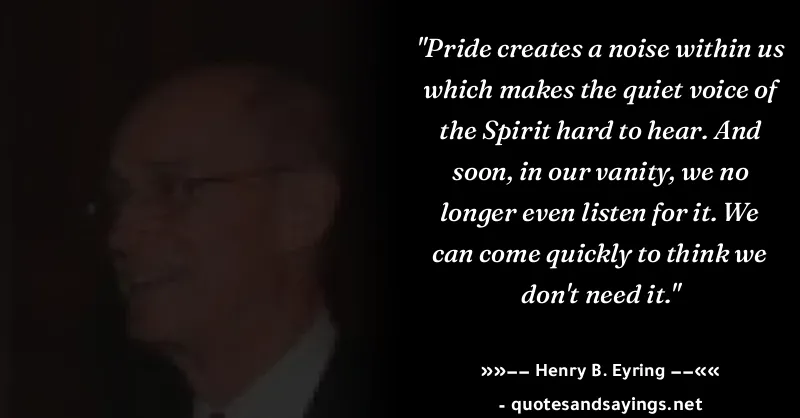 "Pride creates a noise within us
which makes the quiet voice of
the Spirit hard to hear. And
soon, in our vanity, we no
longer even listen for it. We
can come quickly to think we
don't need it."
»»–– Henry B. Eyring ––««
- quotesandsayings.net